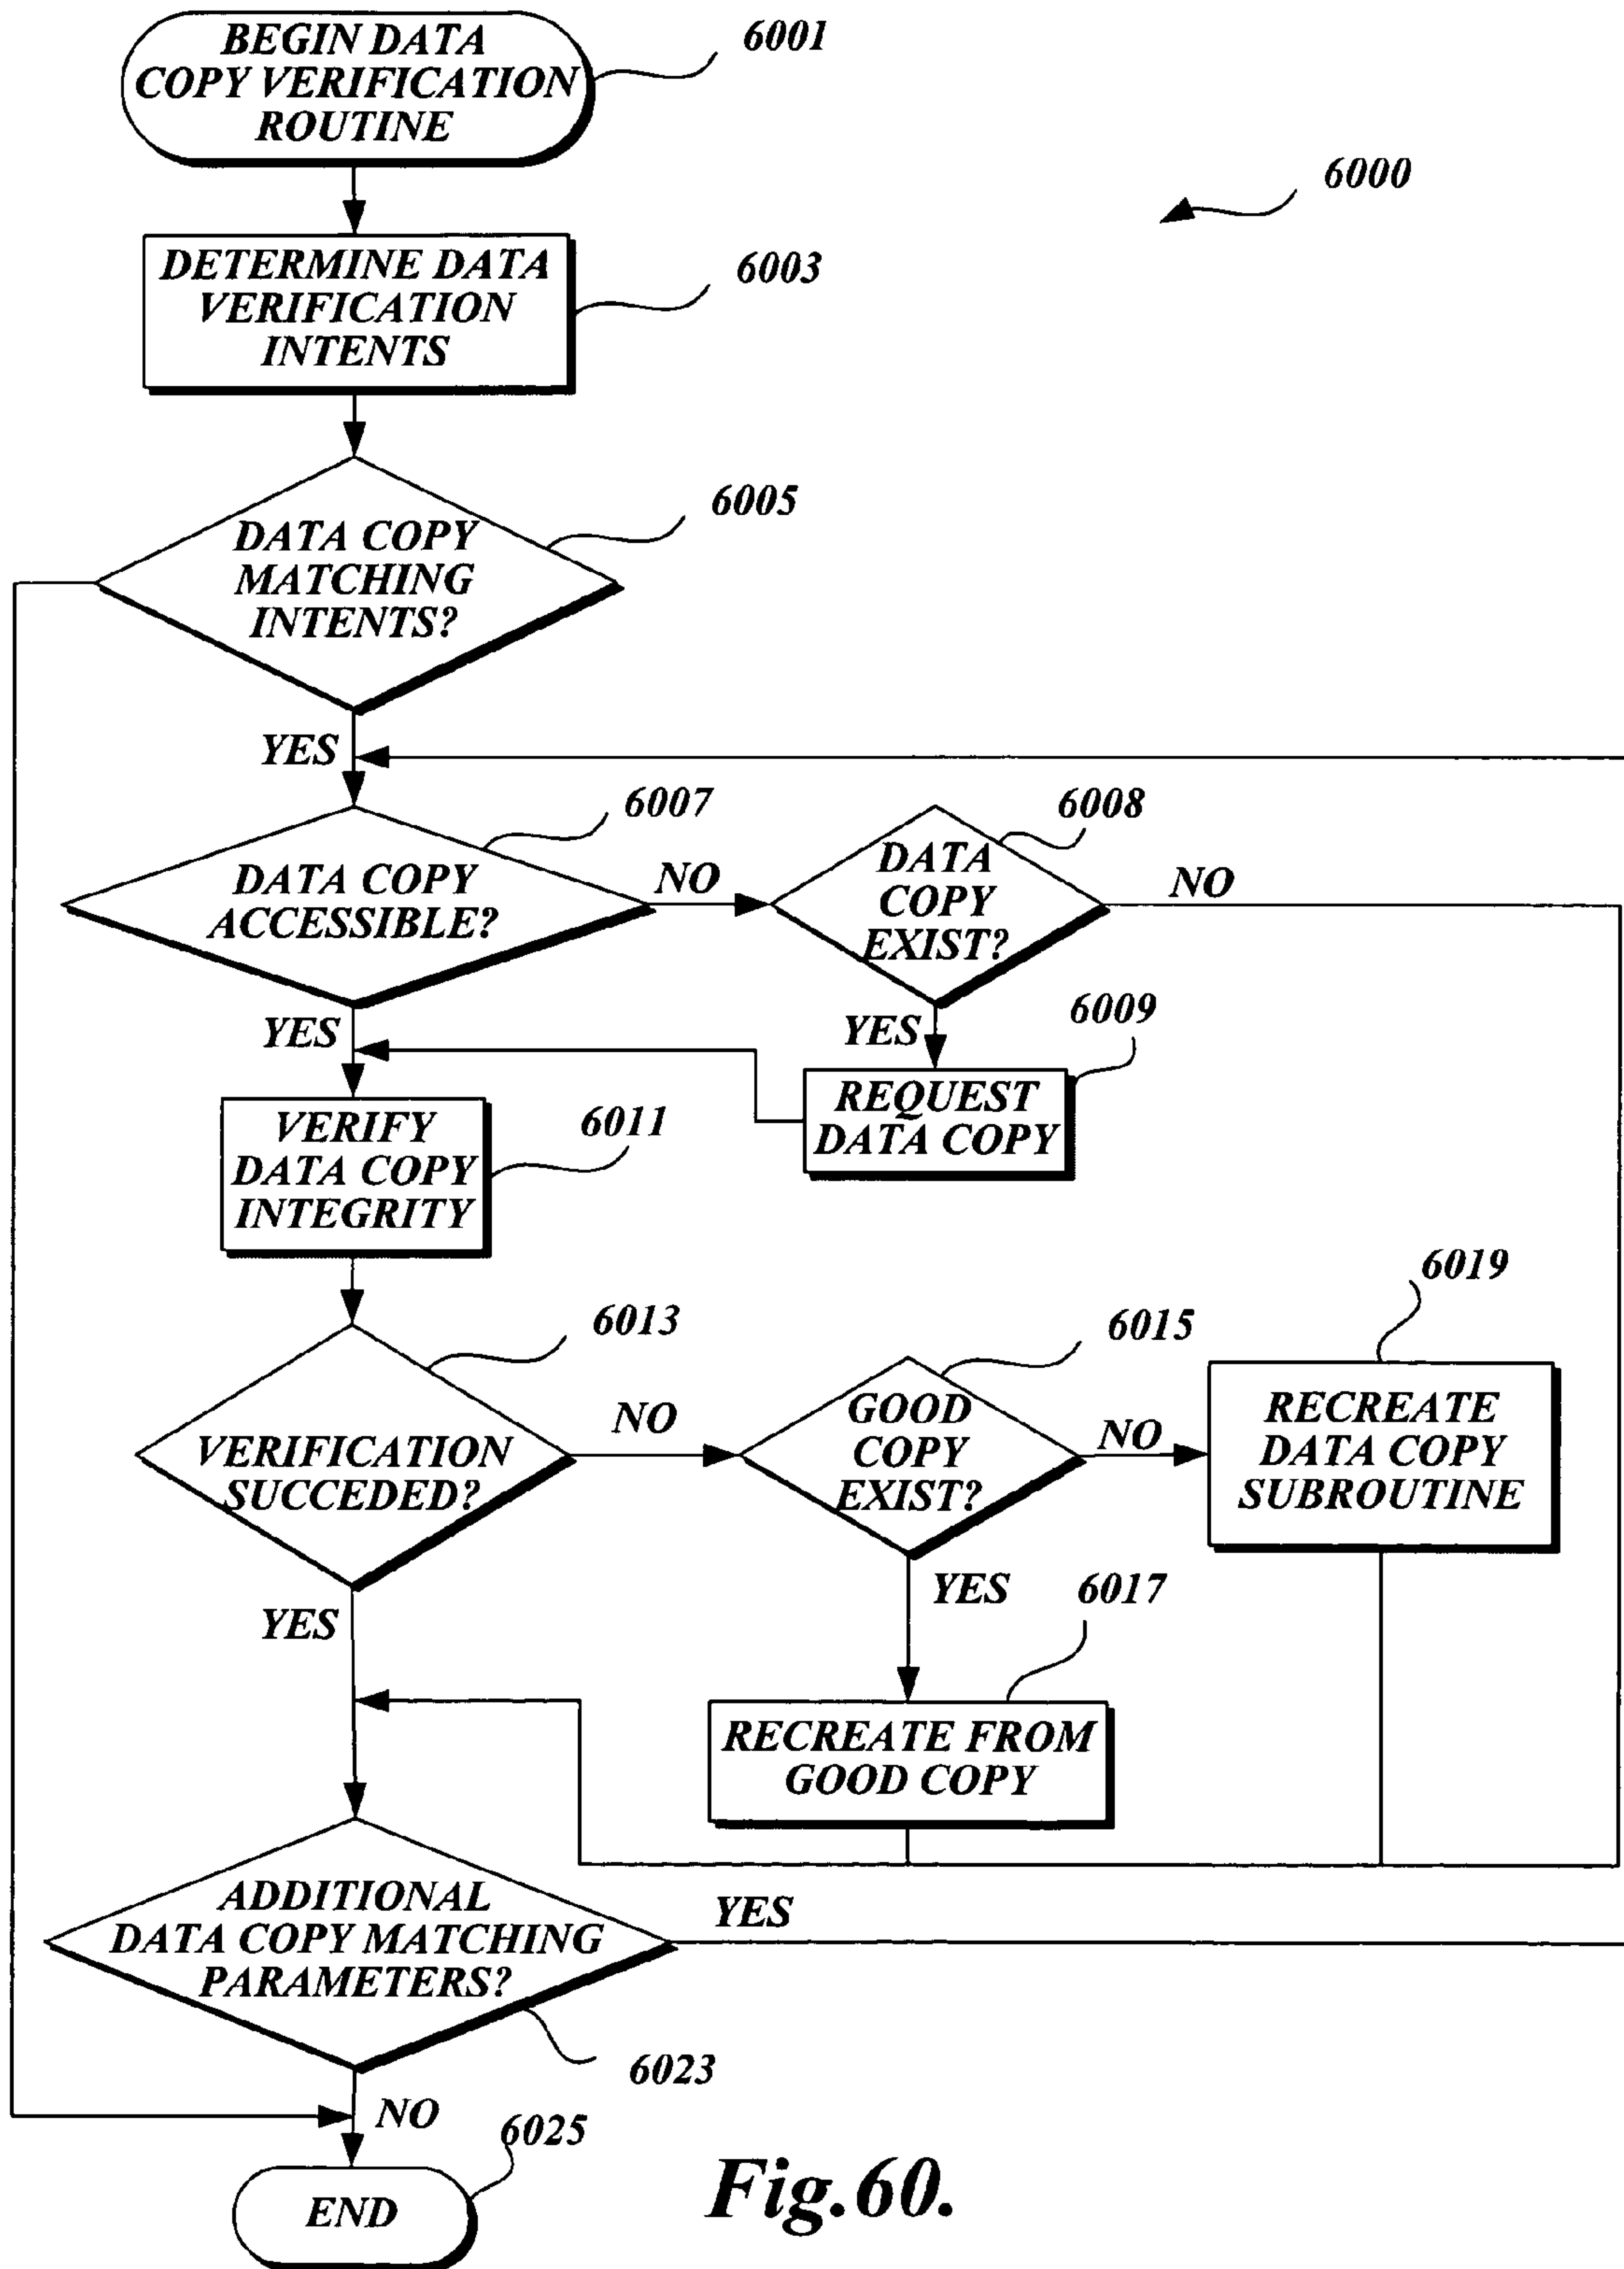 BEGIN DATA
COPY VERIFICATION
ROUTINE
6001
6000
DETERMINE DATA
VERIFICATION
INTENTS
6003
DATA COPY
MATCHING
INTENTS?
6005
YES
DATA COPY
ACCESSIBLE?
6007
NO
DATA
COPY
EXIST?
6008
NO
YES
YES
REQUEST
DATA COPY
6009
VERIFY
DATA COPY
INTEGRITY
6011
VERIFICATION
SUCCEDED?
6013
NO
GOOD
COPY
EXIST?
6015
NO
RECREATE
DATA COPY
SUBROUTINE
6019
YES
YES
RECREATE FROM
GOOD COPY
6017
ADDITIONAL
DATA COPY MATCHING
PARAMETERS?
YES
6023
NO
END
6025
Fig.60.